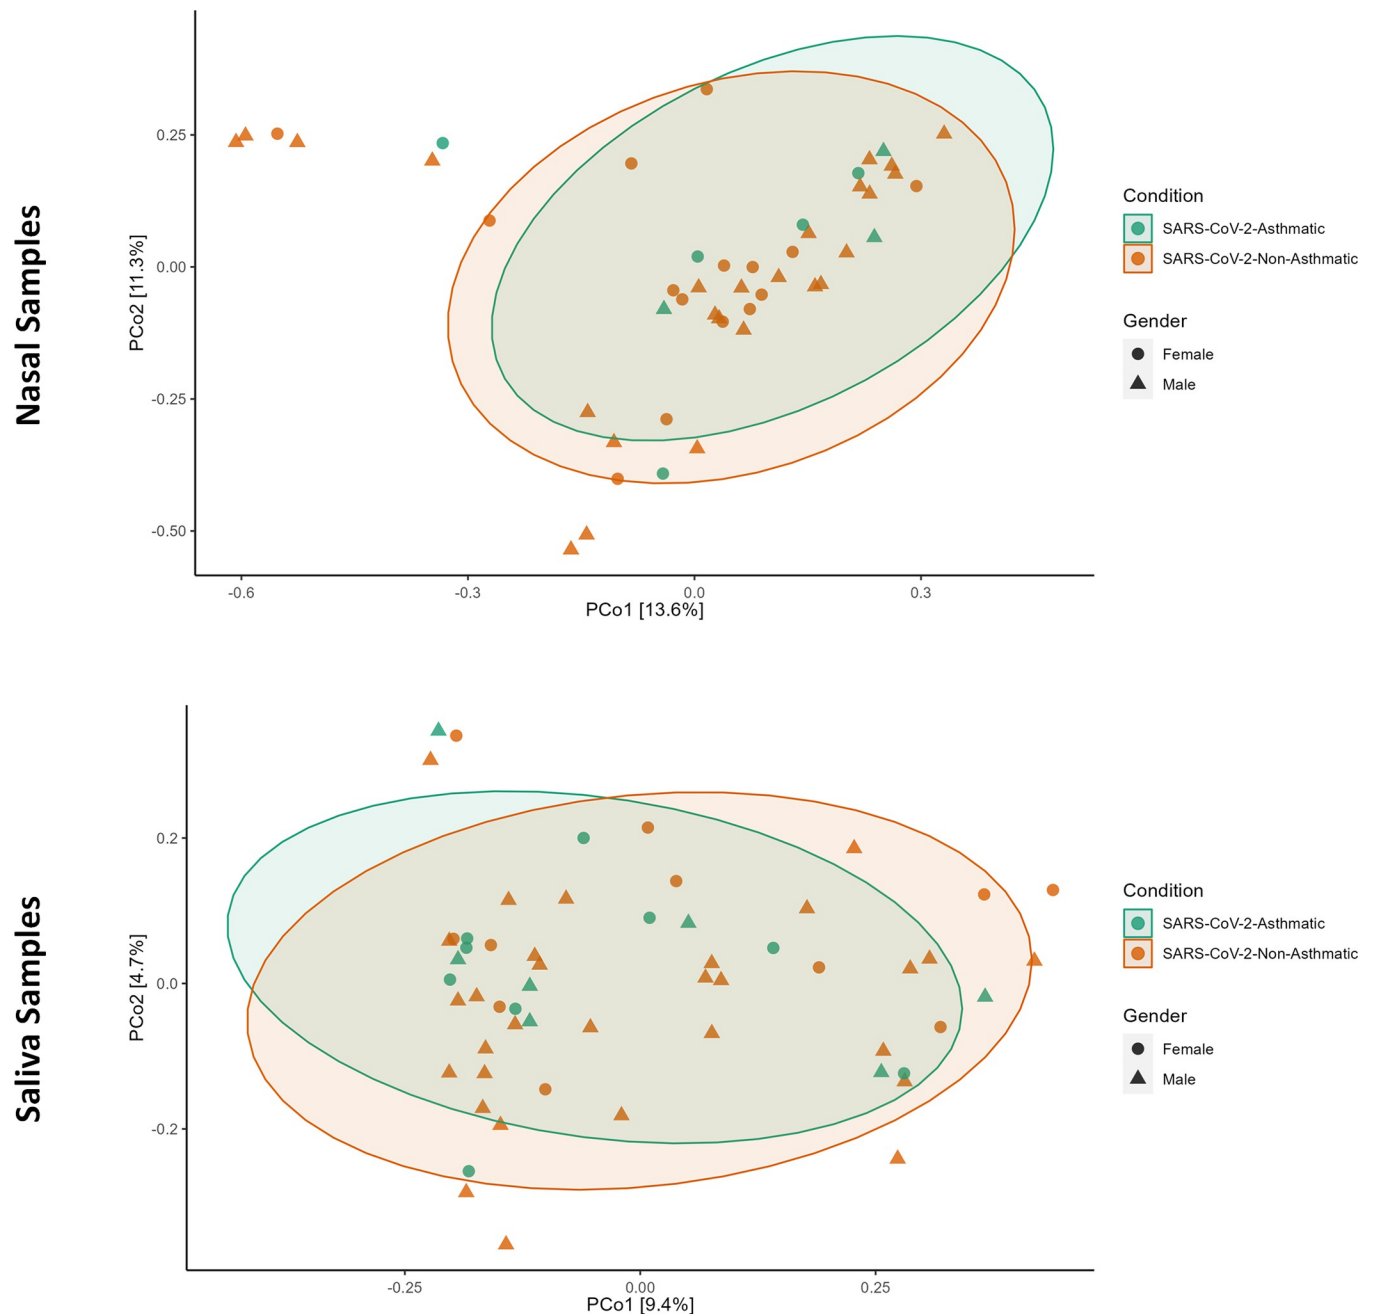 Nasal Samples
PCo2 [11.3%]
0.25
0.00
-0.25
-0.50
-0.6
-0.3
0.0
0.3
PCo1 [13.6%]
Condition
SARS-CoV-2-Asthmatic
SARS-CoV-2-Non-Asthmatic
Gender
Female
Male
Saliva Samples
PCo2 [4.7%]
0.2
0.0
-0.2
-0.25
0.00
0.25
PCo1 [9.4%]
Condition
SARS-CoV-2-Asthmatic
SARS-CoV-2-Non-Asthmatic
Gender
Female
Male